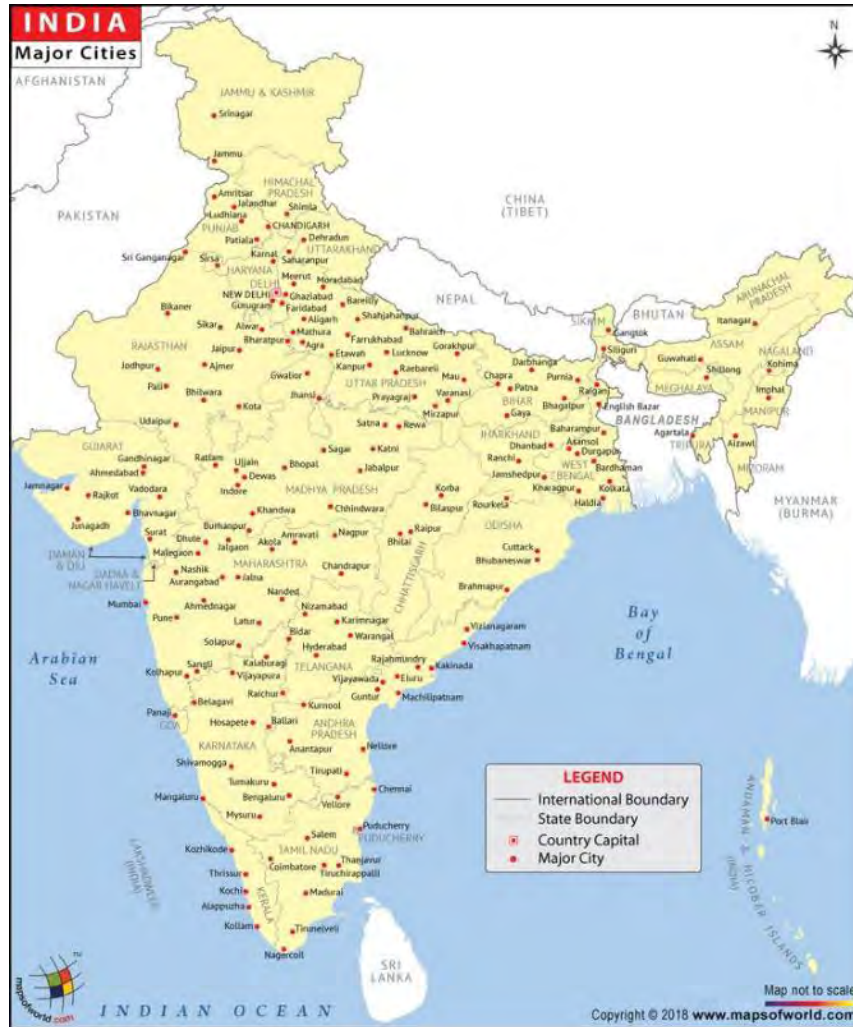 INDIA
Major Cities
N
AFGHANISTAN
JAMMU & KASHMIR
Srinagar
Jammu
HIMACHAL
PRADESH
CHINA
(TIBET)
PAKISTAN
Amritsar
Jalandhar
Shimla
Ludhiana
PUNJAB
CHANDIGARH
Patiala
Dehradun
UTTARAKHAND
Sri Ganganagar
Karnal
Saharanpur
Sirsa
HARYANA
Meerut
DELHI
Moradabad
NEW DELHI
Ghaziabad
Gurugram
Faridabad
Bareilly
NEPAL
Bikaner
Aligarh
Shahjahanpur
SIKKIM
BHUTAN
ARUNACHAL
PRADESH
Itanagar
Sikar
Alwar
Mathura
Bahraich
Gangtok
Bharatpur
Agra
Farrukhabad
RAJASTHAN
Jaipur
Etawah
Lucknow
Gorakhpur
Siliguri
ASSAM
Guwahati
NAGALAND
Kohima
Jodhpur
Ajmer
Gwalior
Kanpur
Raebareli
Darbhanga
Shillong
MEGHALAYA
UTTAR PRADESH
Mau
Chapra
Patna
Purnia
Raiganj
Pali
Bhilwara
Jhansi
Prayagraj
Varanasi
BIHAR
Bhagalpur
English Bazar
Imphal
MANIPUR
Kota
Mirzapur
Gaya
BANGLADESH
Udaipur
Satna
Rewa
JHARKHAND
Baharampur
Agartala
TRIPURA
Aizawl
GUJARAT
Dhanbad
Asansol
Durgapur
Gandhinagar
Ratlam
Ujjain
Bhopal
Sagar
Katni
Ranchi
WEST
BENGAL
Bardhaman
MIZORAM
Ahmedabad
Dewas
Jabalpur
Jamshedpur
Kolkata
Jamnagar
Rajkot
Vadodara
Indore
MADHYA PRADESH
Korba
Rourkela
Kharagpur
Haldia
MYANMAR
(BURMA)
Junagadh
Bhavnagar
Khandwa
Chhindwara
Bilaspur
Surat
Burhanpur
ODISHA
Dhule
Jalgaon
Akola
Amravati
Nagpur
Bhilai
Raipur
DAMAN
& DIU
Malegaon
Cuttack
Bhubaneswar
DADRA &
NAGAR HAVELI
Nashik
MAHARASHTRA
Chandrapur
CHHATTISGARH
Aurangabad
Jalna
Brahmapur
Mumbai
Ahmednagar
Nanded
Nizamabad
Bay
of
Bengal
Pune
Latur
Karimnagar
Bidar
Warangal
Vizianagaram
Solapur
Hyderabad
Visakhapatnam
Arabian
Sea
Kalaburagi
TELANGANA
Rajahmundry
Kakinada
Kolhapur
Sangli
Vijayapura
Vijayawada
Eluru
Raichur
Guntur
Machilipatnam
Belagavi
Kurnool
Panaji
GOA
Hosapete
Ballari
ANDHRA
PRADESH
KARNATAKA
Anantapur
Nellore
Shivamogga
Tirupati
Tumakuru
Mangaluru
Bengaluru
Vellore
Chennai
Mysuru
Puducherry
PUDUCHERRY
Salem
Kozhikode
TAMIL NADU
Coimbatore
Thanjavur
Tiruchirappalli
Thrissur
Kochi
KERALA
Madurai
Alappuzha
Kollam
Tirunelveli
Nagercoil
LAKSHADWEEP
(INDIA)
SRI
LANKA
INDIAN OCEAN
LEGEND
International Boundary
State Boundary
Country Capital
Major City
Port Blair
ANDAMAN & NICOBER ISLANDS
(INDIA)
TM
mapsofworld.com
Map not to scale
Copyright © 2018 www.mapsofworld.com